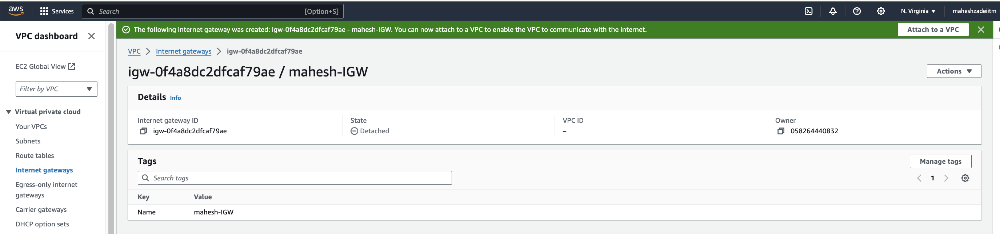 aws
Services
Search
[Option+S]
N. Virginia
maheshzadeiitm
VPC dashboard
EC2 Global View
Filter by VPC
Virtual private cloud
Your VPCs
Subnets
Route tables
Internet gateways
Egress-only internet
gateways
Carrier gateways
DHCP option sets
The following internet gateway was created: igw-0f4a8dc2dfcaf79ae - mahesh-IGW. You can now attach to a VPC to enable the VPC to communicate with the internet.
Attach to a VPC
VPC > Internet gateways > igw-0f4a8dc2dfcaf79ae
igw-0f4a8dc2dfcaf79ae / mahesh-IGW
Actions
Details Info
Internet gateway ID
igw-0f4a8dc2dfcaf79ae
State
Detached
VPC ID
–
Owner
058264440832
Tags
Manage tags
Search tags
1
Key Value
Name mahesh-IGW